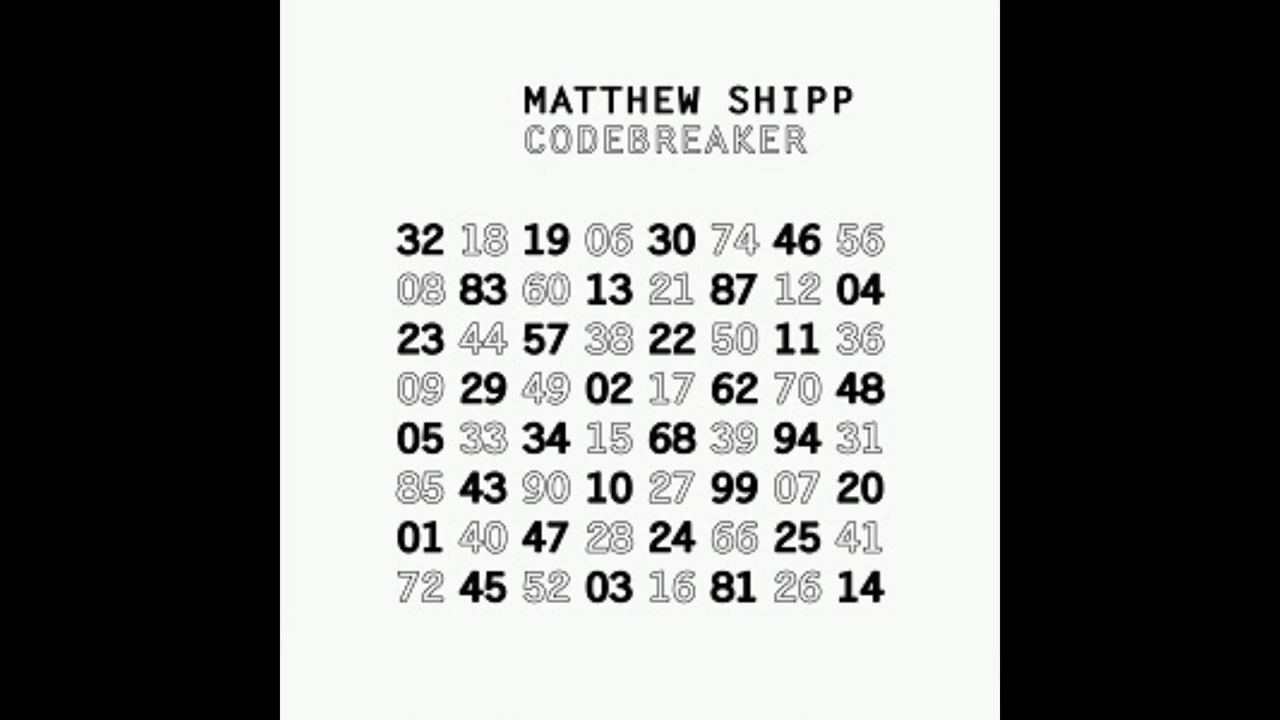 MATTHEW SHIPP
CODEBREAKER
32 18 19 06 30 74 46 56
08 83 60 13 21 87 12 04
23 44 57 38 22 50 11 36
09 29 49 02 17 62 70 48
05 33 34 15 68 39 94 31
85 43 90 10 27 99 07 20
01 40 47 28 24 66 25 41
72 45 52 03 16 81 26 14